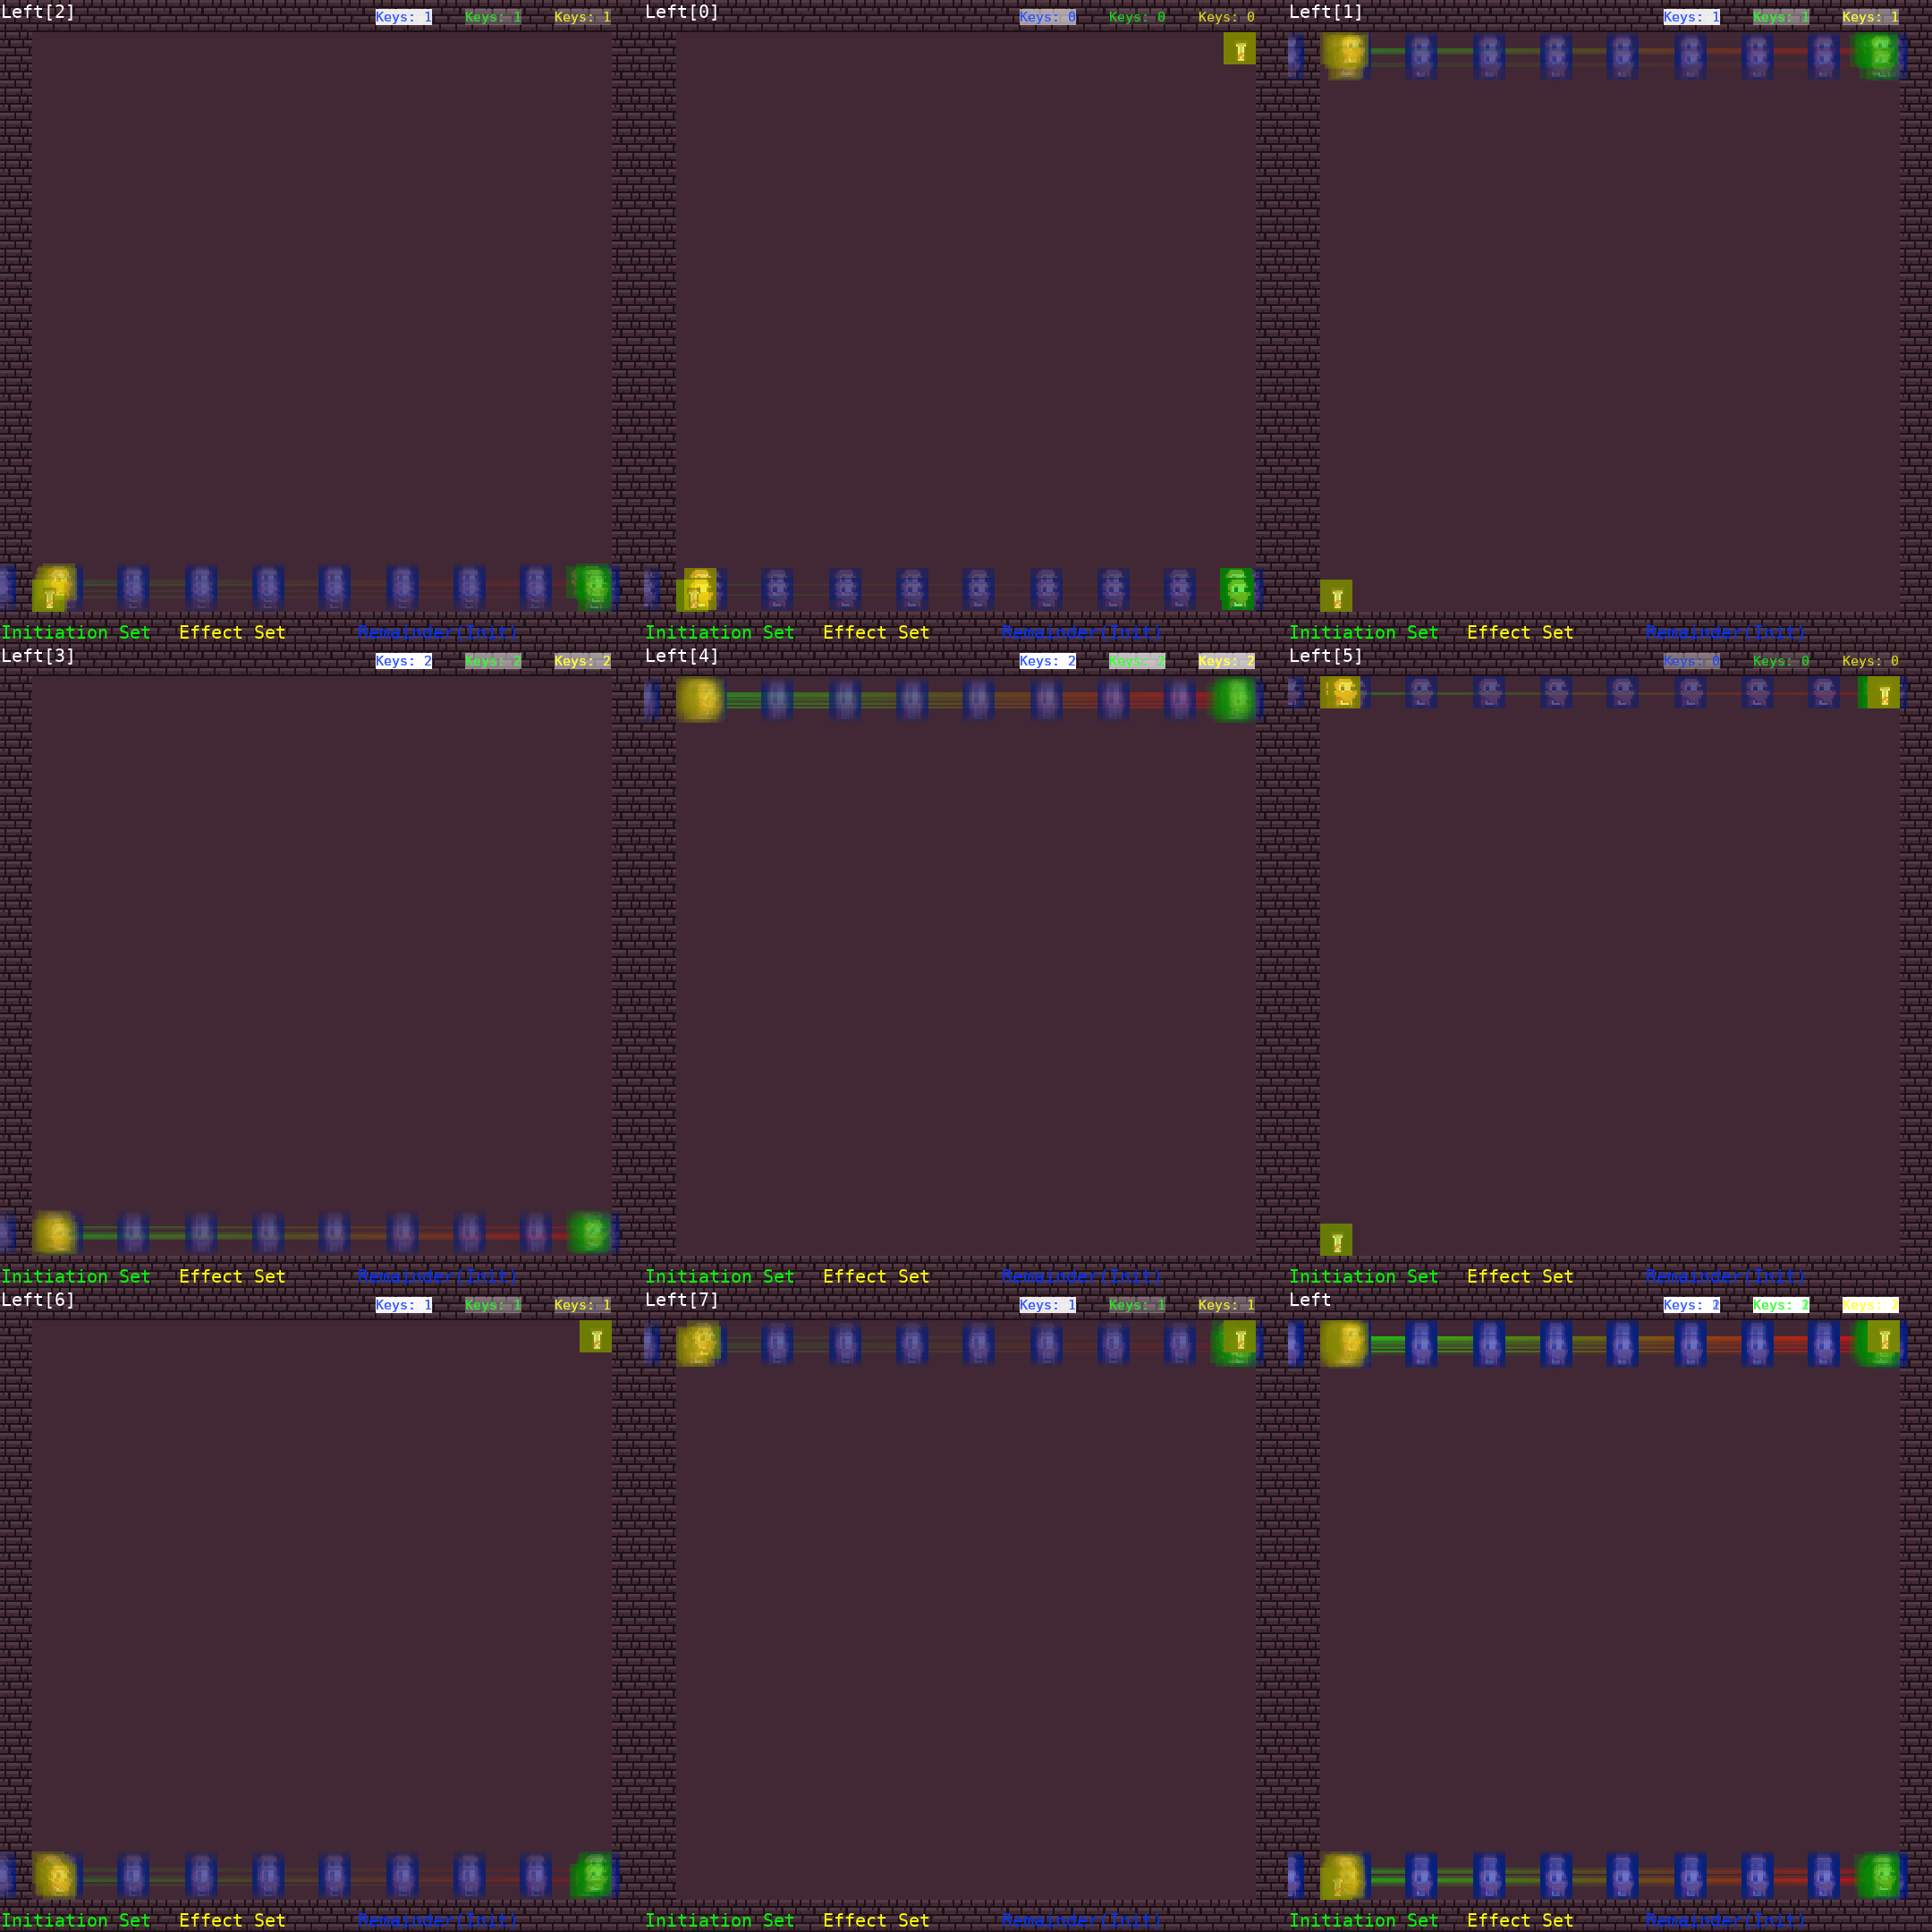 Left[2] Keys: 1 Keys: 1 Keys: 1
Left[0] Keys: 0 Keys: 0 Keys: 0
Left[1] Keys: 1 Keys: 1 Keys: 1
Initiation Set Effect Set Remainder(Init)
Initiation Set Effect Set Remainder(Init)
Initiation Set Effect Set Remainder(Init)
Left[3] Keys: 2 Keys: 2 Keys: 2
Left[4] Keys: 2 Keys: 2 Keys: 2
Left[5] Keys: 0 Keys: 0 Keys: 0
Initiation Set Effect Set Remainder(Init)
Initiation Set Effect Set Remainder(Init)
Initiation Set Effect Set Remainder(Init)
Left[6] Keys: 1 Keys: 1 Keys: 1
Left[7] Keys: 1 Keys: 1 Keys: 1
Left Keys: Keys: Keys:
Initiation Set Effect Set Remainder(Init)
Initiation Set Effect Set Remainder(Init)
Initiation Set Effect Set Remainder(Init)